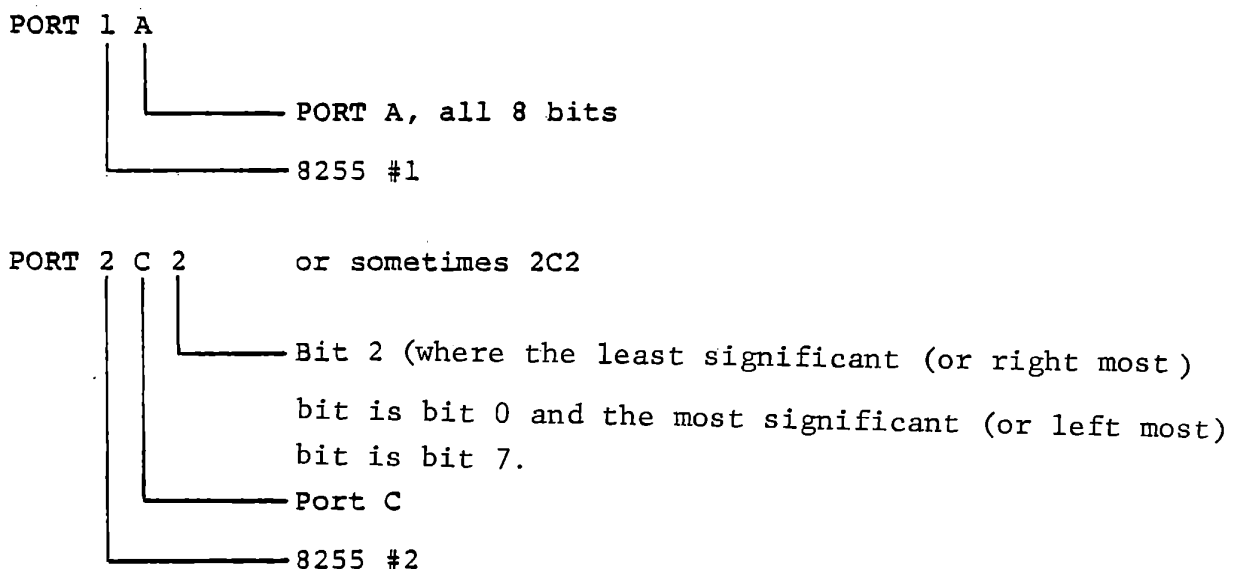 PORT 1 A
PORT A, all 8 bits
8255 #1
PORT 2 C 2 or sometimes 2C2
Bit 2 (where the least significant (or right most)
bit is bit 0 and the most significant (or left most)
bit is bit 7.
Port C
8255 #2